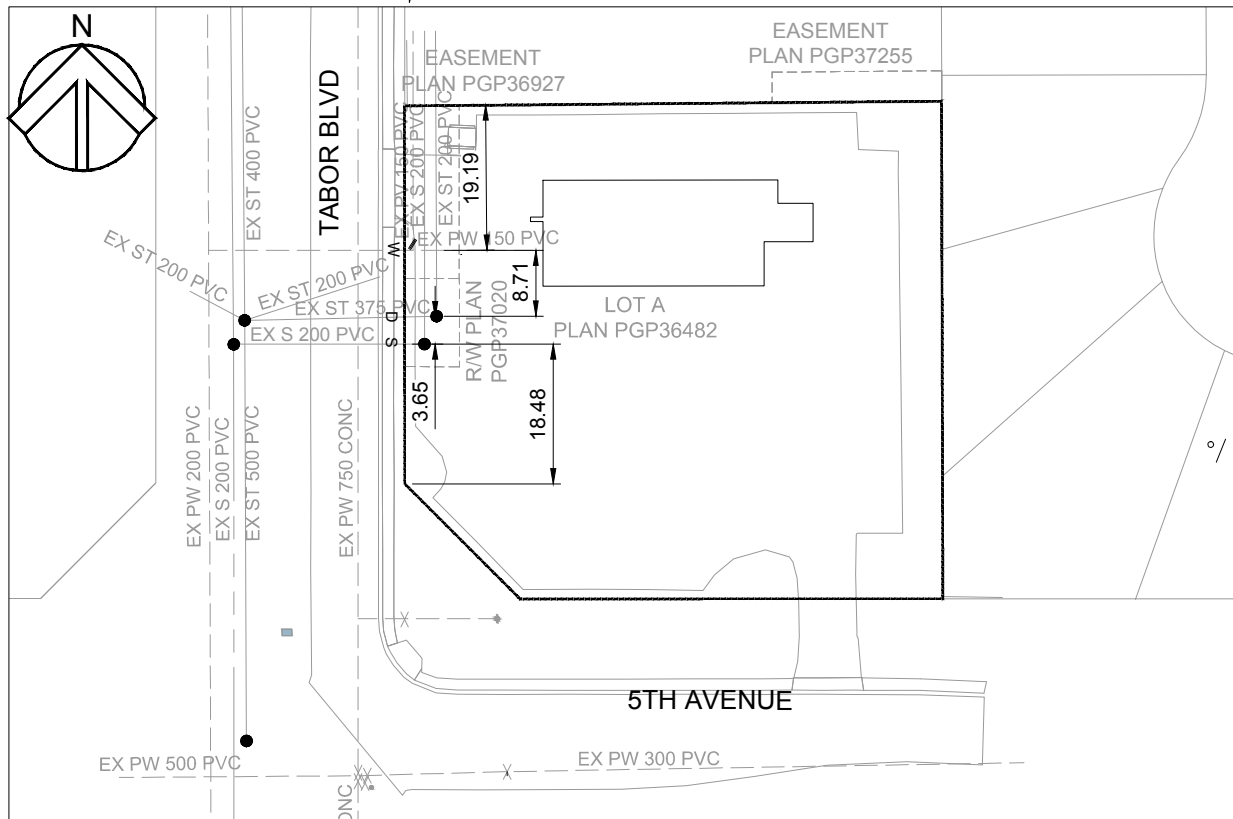 N
EASEMENT
PLAN PGP37255
EASEMENT
PLAN PGP36927
TABOR BLVD
EX ST 400 PVC
EX PV 150 PVC
EX S 200 PVC
EX ST 200 PVC
19.19
EX ST 200 PVC
EX ST 200 PVC
W
EX PW 150 PVC
8.71
EX ST 375 PVC
D
EX S 200 PVC
S
R/W PLAN
PGP37020
LOT A
PLAN PGP36482
3.65
18.48
EX PW 200 PVC
EX S 200 PVC
EX ST 500 PVC
EX PW 750 CONC
5TH AVENUE
EX PW 500 PVC
EX PW 300 PVC
ONC